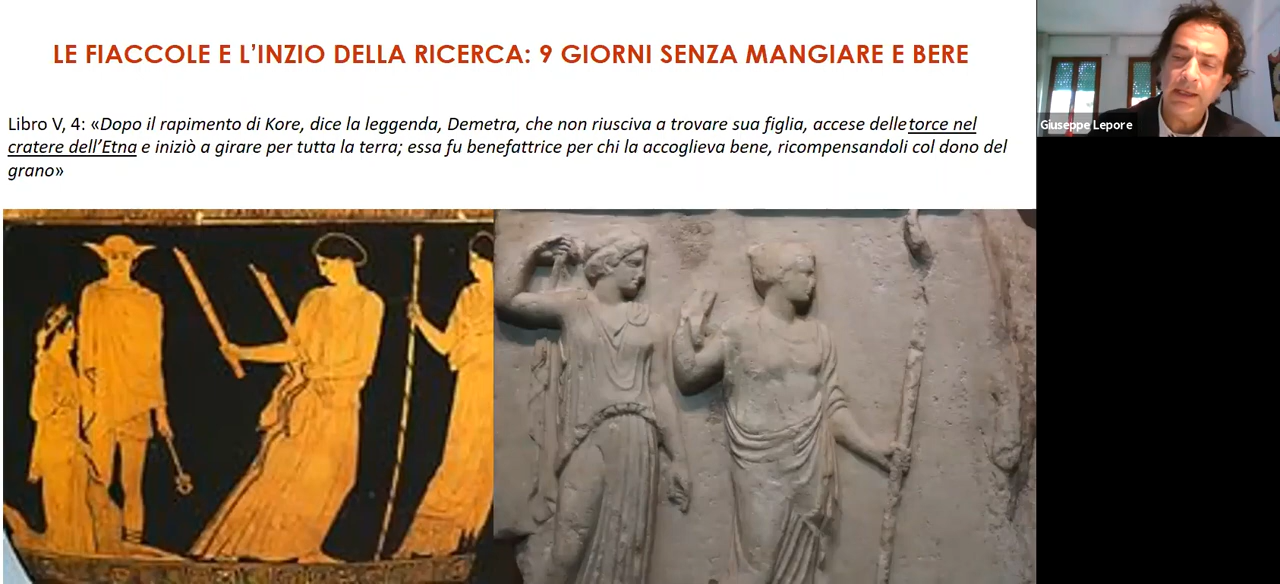 LE FIACCOLE E L'INZIO DELLA RICERCA: 9 GIORNI SENZA MANGIARE E BERE
Giuseppe Lepore
Libro V, 4: «Dopo il rapimento di Kore, dice la leggenda, Demetra, che non riusciva a trovare sua figlia, accese delle torce nel
cratere dell'Etna e iniziò a girare per tutta la terra; essa fu benefattrice per chi la accoglieva bene, ricompensandoli col dono del
grano»